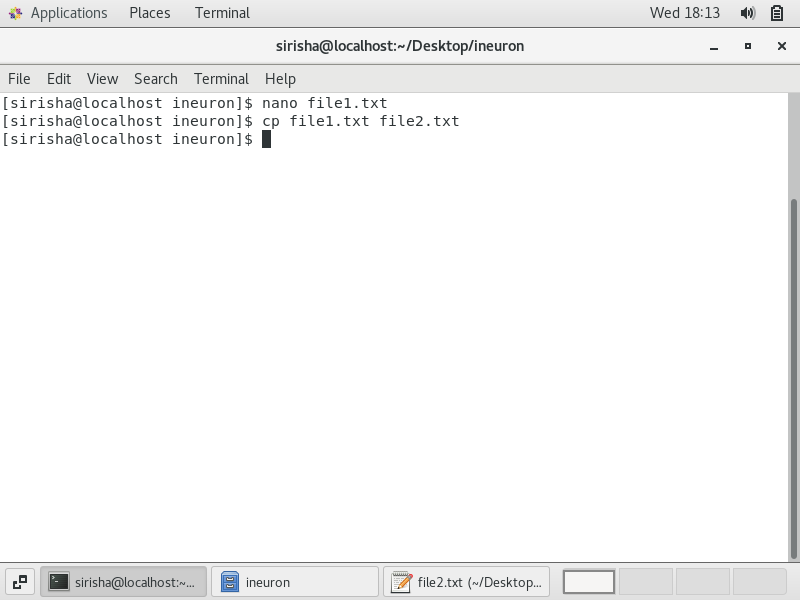 Applications Places Terminal Wed 18:13
sirisha@localhost:~/Desktop/ineuron
File Edit View Search Terminal Help
[sirisha@localhost ineuron]$ nano file1.txt
[sirisha@localhost ineuron]$ cp file1.txt file2.txt
[sirisha@localhost ineuron]$
sirisha@localhost:~... ineuron file2.txt (~/Desktop...